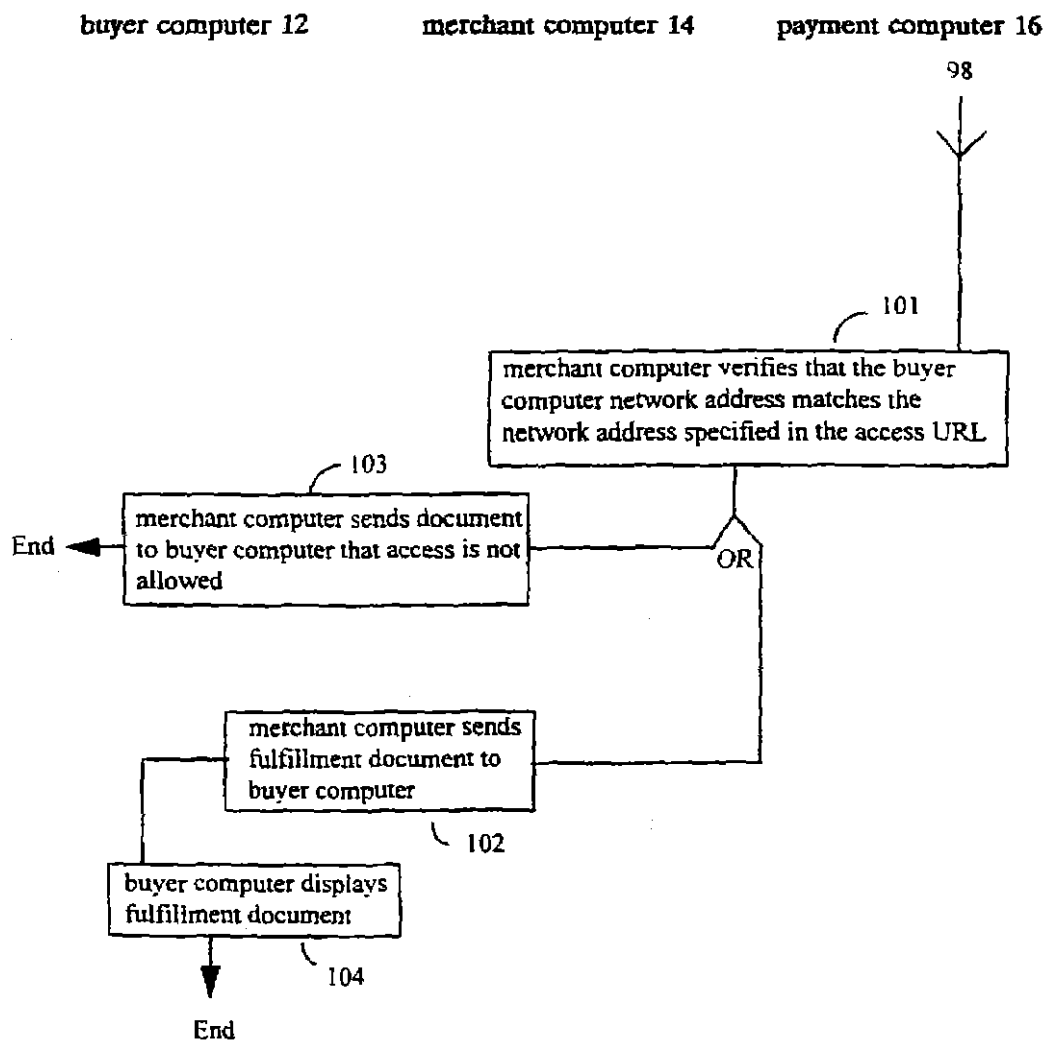 buyer computer 12 merchant computer 14 payment computer 16
98
101
merchant computer verifies that the buyer
computer network address matches the
network address specified in the access URL
103
merchant computer sends document
to buyer computer that access is not
allowed
End
OR
merchant computer sends
fulfillment document to
buyer computer
102
buyer computer displays
fulfillment document
104
End